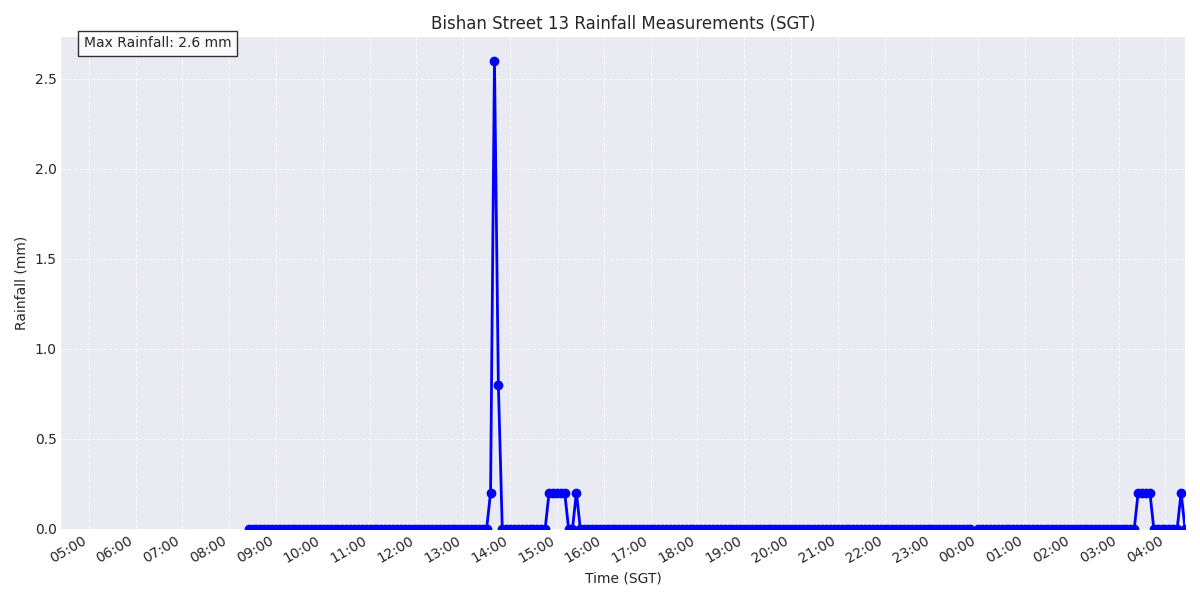 Bishan Street 13 Rainfall Measurements (SGT)
Max Rainfall: 2.6 mm
2.5
2.0
1.5
1.0
0.5
0.0
Rainfall (mm)
05:00 06:00 07:00 08:00 09:00 10:00 11:00 12:00 13:00 14:00 15:00 16:00 17:00 18:00 19:00 20:00 21:00 22:00 23:00 00:00 01:00 02:00 03:00 04:00
Time (SGT)